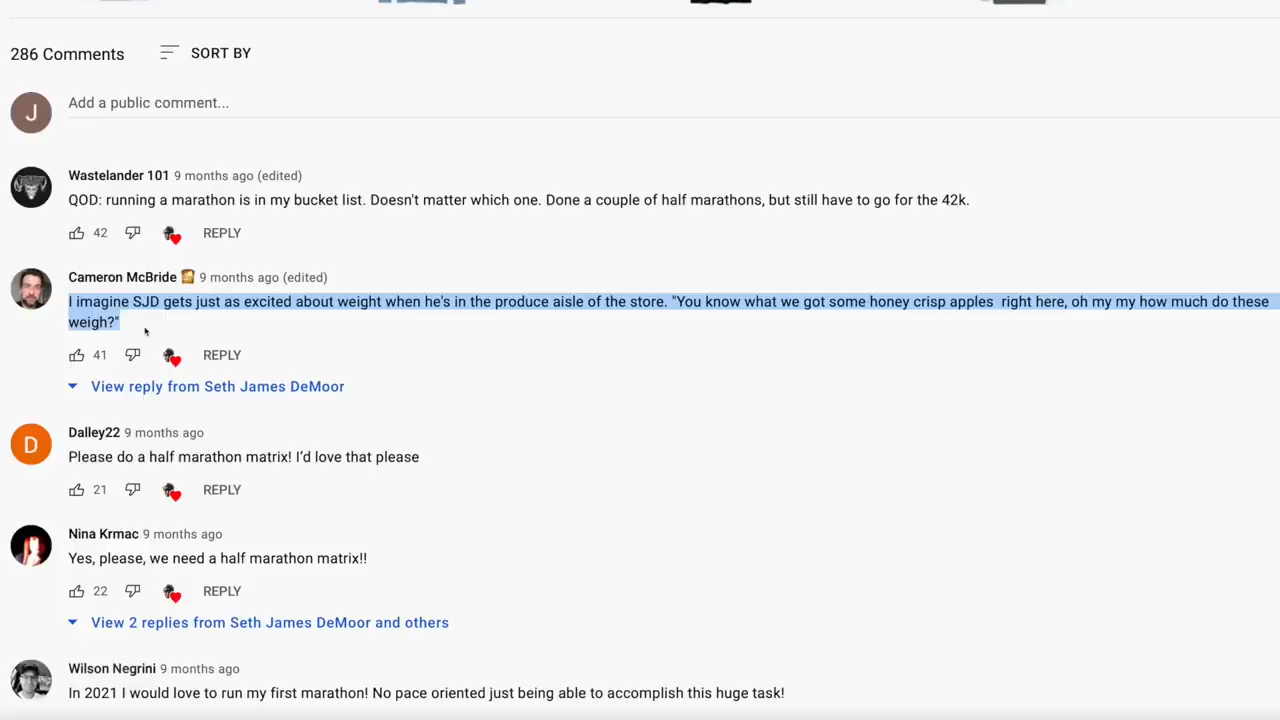 286 Comments
SORT BY
J
Add a public comment...
Wastelander 101 9 months ago (edited)
QOD: running a marathon is in my bucket list. Doesn't matter which one. Done a couple of half marathons, but still have to go for the 42k.
42 REPLY
Cameron McBride 9 months ago (edited)
I imagine SJD gets just as excited about weight when he's in the produce aisle of the store. "You know what we got some honey crisp apples  right here, oh my my how much do these
weigh?"
41 REPLY
View reply from Seth James DeMoor
D
Dalley22 9 months ago
Please do a half marathon matrix! I’d love that please
21 REPLY
Nina Krmac 9 months ago
Yes, please, we need a half marathon matrix!!
22 REPLY
View 2 replies from Seth James DeMoor and others
Wilson Negrini 9 months ago
In 2021 I would love to run my first marathon! No pace oriented just being able to accomplish this huge task!